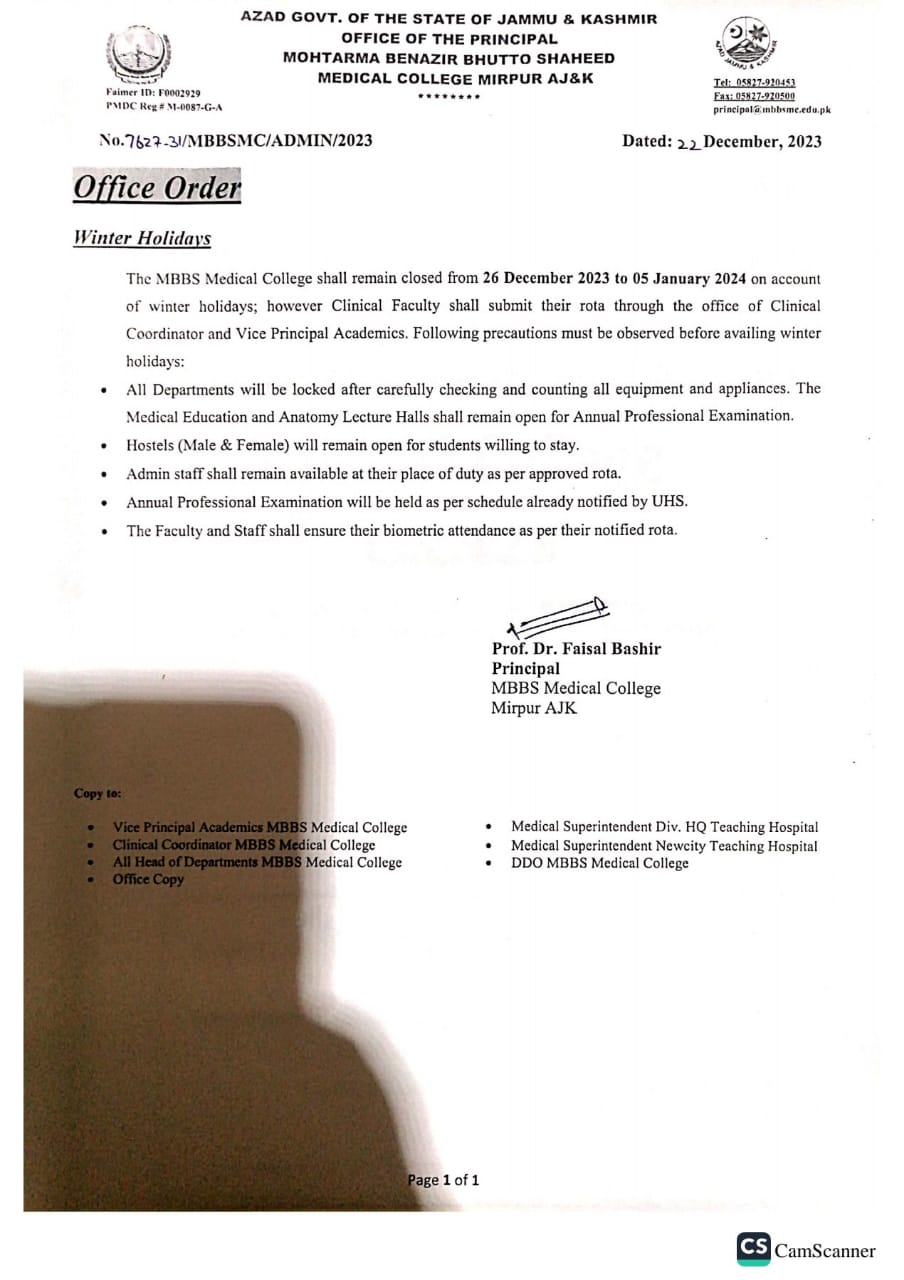 AZAD GOVT. OF THE STATE OF JAMMU & KASHMIR
OFFICE OF THE PRINCIPAL
MOHTARMA BENAZIR BHUTTO SHAHEED
MEDICAL COLLEGE MIRPUR AJ&K
********
Faimer ID: F0002929
PMDC Reg # M-0087-G-A
AZAD JAMMU & KASHMIR
Tel: 05827-920453
Fax: 05827-920500
principal@mbbsmc.edu.pk
No.7627-31/MBBSMC/ADMIN/2023
Dated: 22 December, 2023
Office Order
Winter Holidays
The MBBS Medical College shall remain closed from 26 December 2023 to 05 January 2024 on account
of winter holidays; however Clinical Faculty shall submit their rota through the office of Clinical
Coordinator and Vice Principal Academics. Following precautions must be observed before availing winter
holidays:
• All Departments will be locked after carefully checking and counting all equipment and appliances. The
Medical Education and Anatomy Lecture Halls shall remain open for Annual Professional Examination.
• Hostels (Male & Female) will remain open for students willing to stay.
• Admin staff shall remain available at their place of duty as per approved rota.
• Annual Professional Examination will be held as per schedule already notified by UHS.
• The Faculty and Staff shall ensure their biometric attendance as per their notified rota.
Prof. Dr. Faisal Bashir
Principal
MBBS Medical College
Mirpur AJK
Copy to:
• Vice Principal Academics MBBS Medical College
• Clinical Coordinator MBBS Medical College
• All Head of Departments MBBS Medical College
• Office Copy
• Medical Superintendent Div. HQ Teaching Hospital
• Medical Superintendent Newcity Teaching Hospital
• DDO MBBS Medical College
Page 1 of 1
CS CamScanner